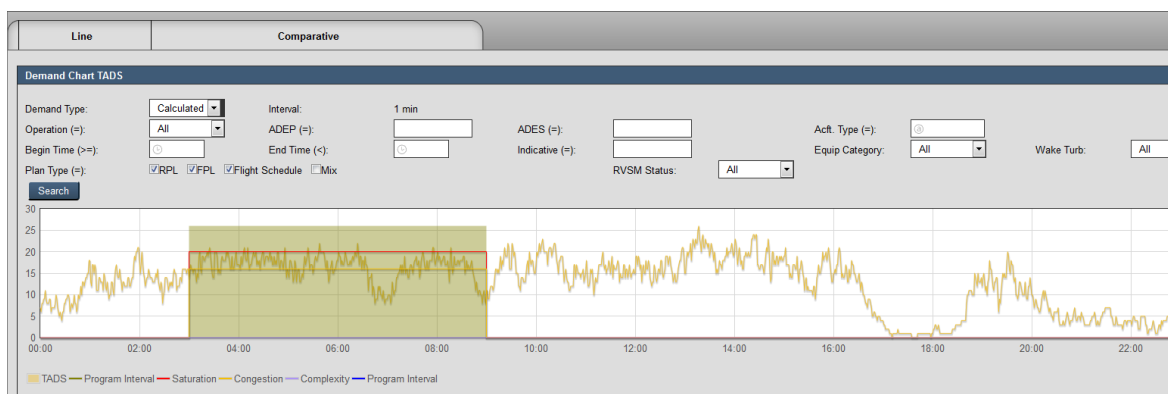 Line Comparative
Demand Chart TADS
Demand Type: Calculated Interval: 1 min
Operation (=): All ADEP (=): ADES (=): Acft. Type (=):
Begin Time (>=): End Time (<): Indicative (=): Equip Category: All Wake Turb: All
Plan Type (=): RPL FPL Flight Schedule Mix RVSM Status: All
Search
30
25
20
15
10
5
0
00:00 02:00 04:00 06:00 08:00 10:00 12:00 14:00 16:00 18:00 20:00 22:00
TADS Program Interval Saturation Congestion Complexity Program Interval